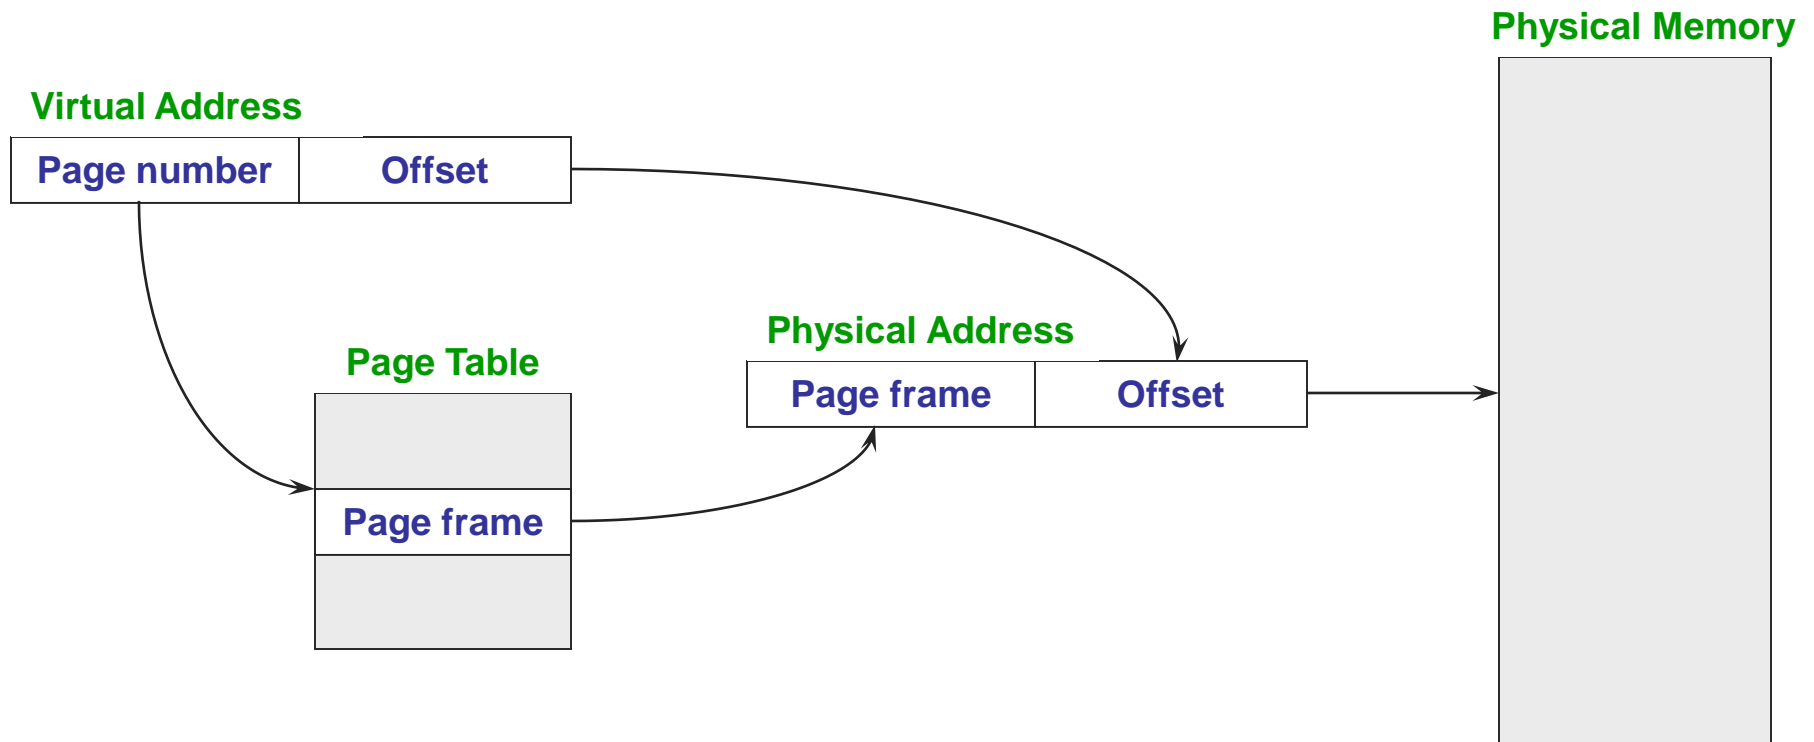 Physical Memory
Virtual Address
Page number Offset
Physical Address
Page Table
Page frame Offset
Page frame